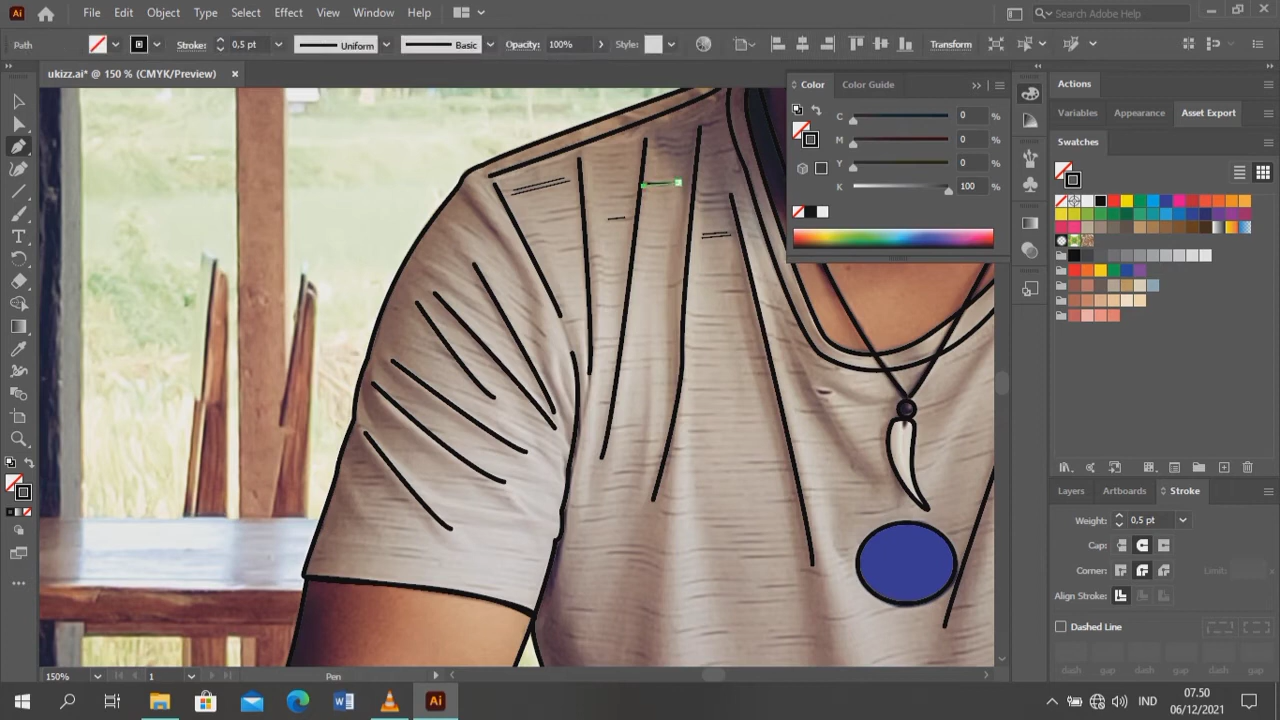 Ai File Edit Object Type Select Effect View Window Help Search Adobe Help
Path Stroke: 0,5 pt Uniform Basic Opacity: 100% Style: Transform
ukizz.ai* @ 150 % (CMYK/Preview) ×
Color Color Guide
C 0 %
M 0 %
Y 0 %
K 100 %
Actions
Variables Appearance Asset Export
Swatches
Layers Artboards Stroke
Weight: 0,5 pt
Cap:
Corner: Limit:
Align Stroke:
Dashed Line
dash gap dash gap dash gap
150% 1 Pen
Ai IND 07.50
06/12/2021